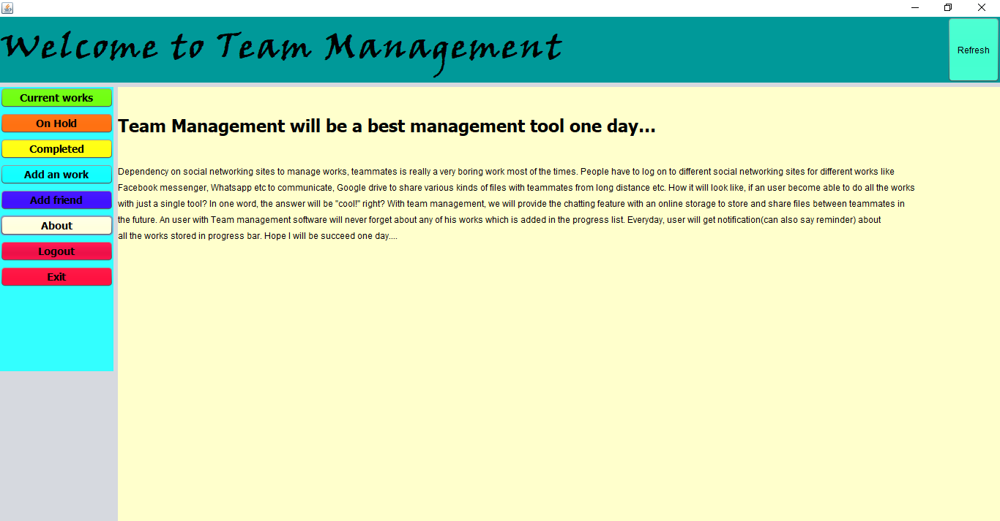 Welcome to Team Management
Refresh
Current works
On Hold
Completed
Add an work
Add friend
About
Logout
Exit
Team Management will be a best management tool one day...
Dependency on social networking sites to manage works, teammates is really a very boring work most of the times. People have to log on to different social networking sites for different works like
Facebook messenger, Whatsapp etc to communicate, Google drive to share various kinds of files with teammates from long distance etc. How it will look like, if an user become able to do all the works
with just a single tool? In one word, the answer will be "cool!" right? With team management, we will provide the chatting feature with an online storage to store and share files between teammates in
the future. An user with Team management software will never forget about any of his works which is added in the progress list. Everyday, user will get notification(can also say reminder) about
all the works stored in progress bar. Hope I will be succeed one day....